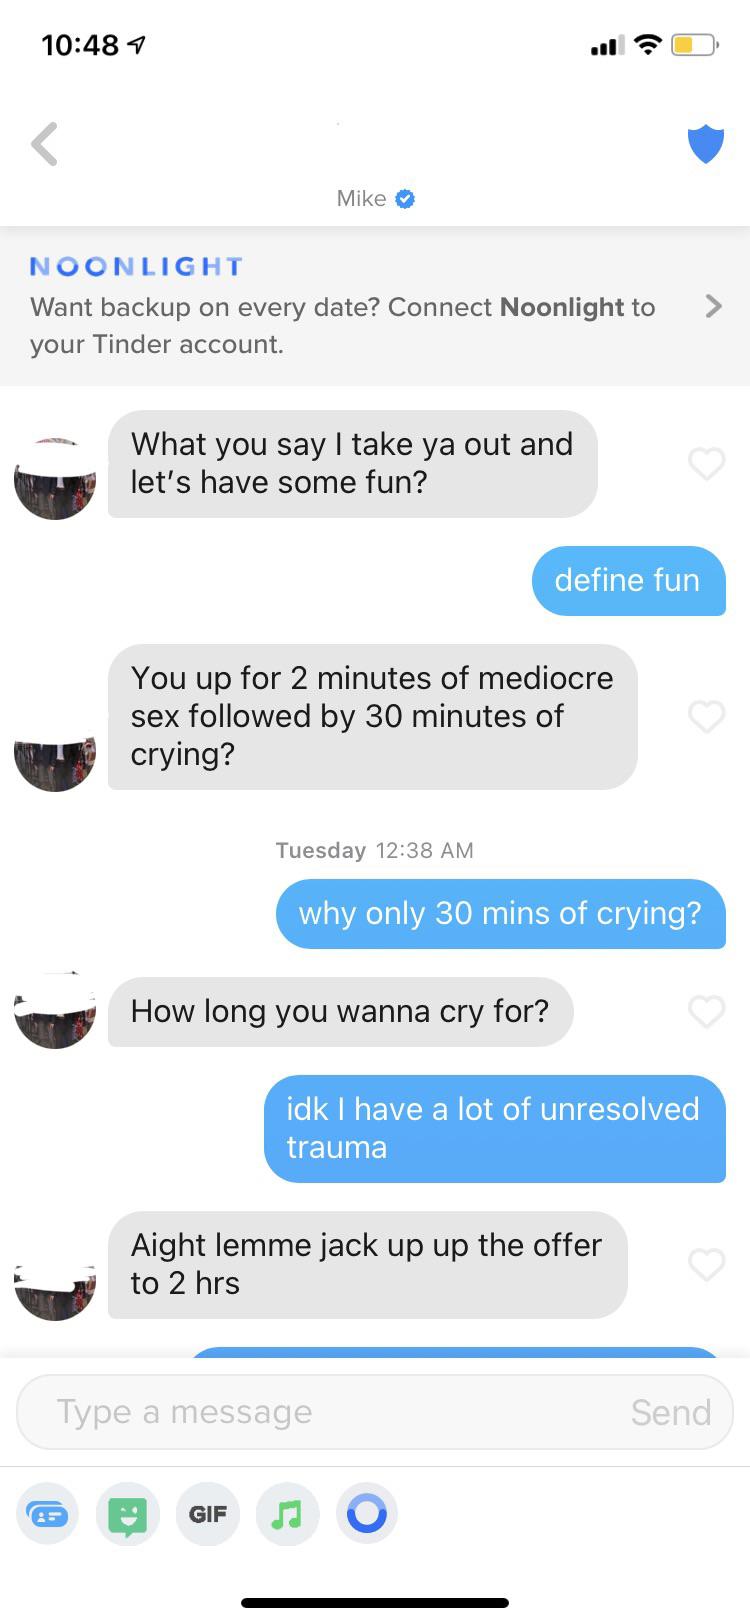 10:48
Mike
NOONLIGHT
Want backup on every date? Connect Noonlight to
your Tinder account.
What you say I take ya out and
let's have some fun?
define fun
You up for 2 minutes of mediocre
sex followed by 30 minutes of
crying?
Tuesday 12:38 AM
why only 30 mins of crying?
How long you wanna cry for?
idk I have a lot of unresolved
trauma
Aight lemme jack up up the offer
to 2 hrs
Type a message
Send
GIF